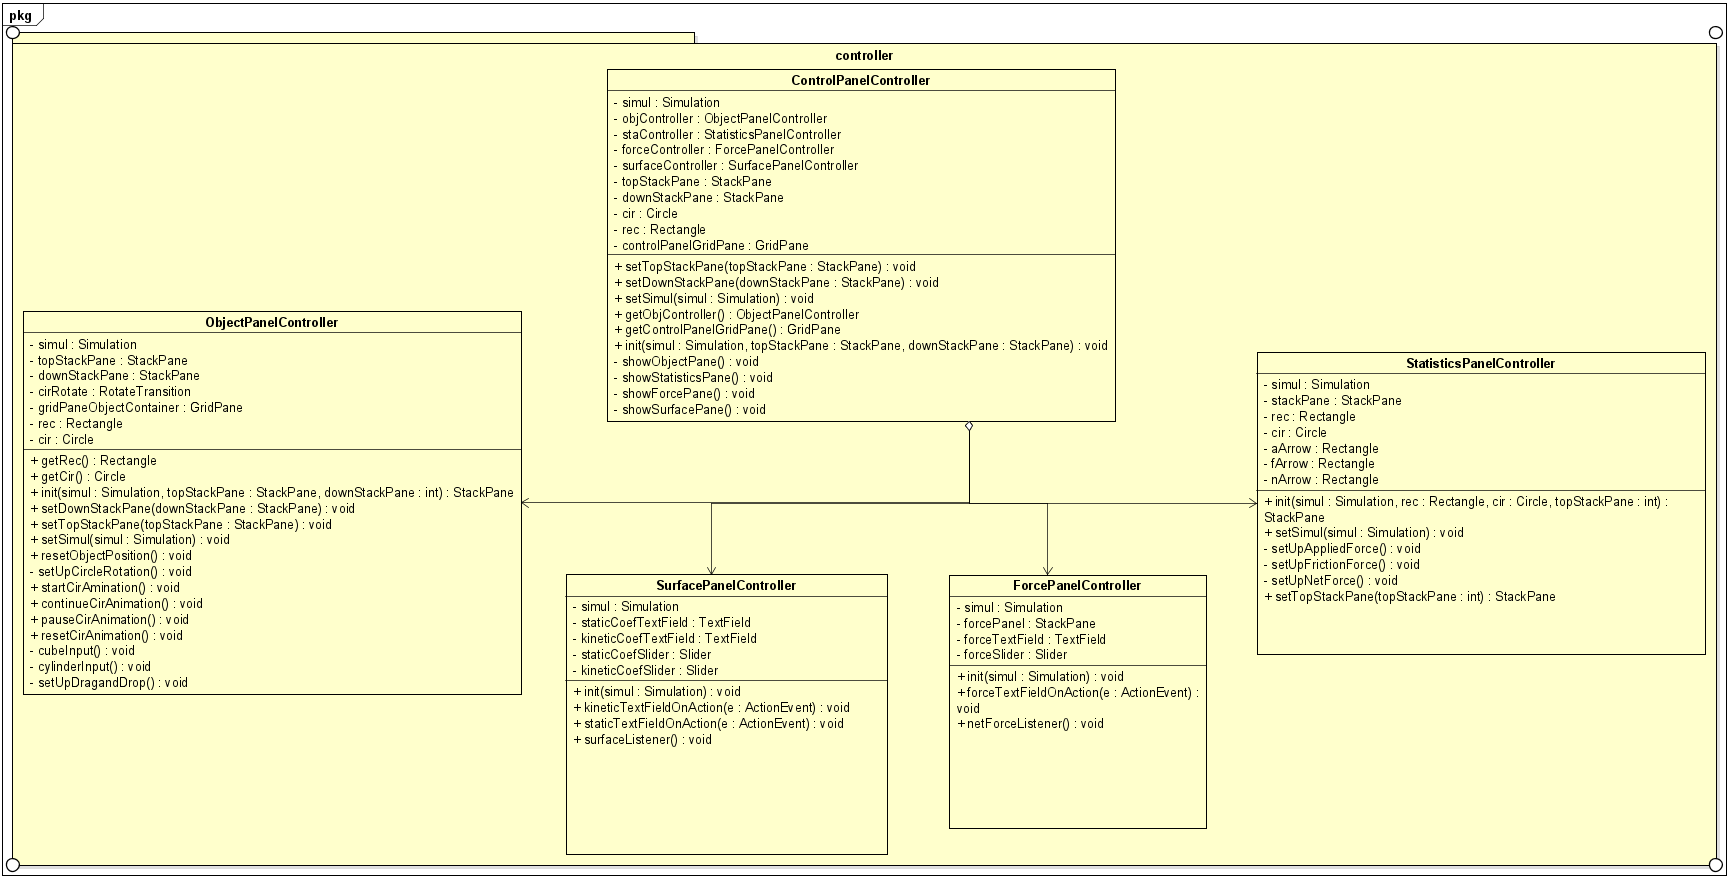 pkg
controller
ControlPanelController
- simul : Simulation
- objController : ObjectPanelController
- staController : StatisticsPanelController
- forceController : ForcePanelController
- surfaceController : SurfacePanelController
- topStackPane : StackPane
- downStackPane : StackPane
- cir : Circle
- rec : Rectangle
- controlPanelGridPane : GridPane
+ setTopStackPane(topStackPane : StackPane) : void
+ setDownStackPane(downStackPane : StackPane) : void
+ setSimul(simul : Simulation) : void
+ getObjController() : ObjectPanelController
+ getControlPanelGridPane() : GridPane
+ init(simul : Simulation, topStackPane : StackPane, downStackPane : StackPane) : void
- showObjectPane() : void
- showStatisticsPane() : void
- showForcePane() : void
- showSurfacePane() : void
ObjectPanelController
- simul : Simulation
- topStackPane : StackPane
- downStackPane : StackPane
- cirRotate : RotateTransition
- gridPaneObjectContainer : GridPane
- rec : Rectangle
- cir : Circle
+ getRec() : Rectangle
+ getCir() : Circle
+ init(simul : Simulation, topStackPane : StackPane, downStackPane : int) : StackPane
+ setDownStackPane(downStackPane : StackPane) : void
+ setTopStackPane(topStackPane : StackPane) : void
+ setSimul(simul : Simulation) : void
+ resetObjectPosition() : void
- setUpCircleRotation() : void
+ startCirAmination() : void
+ continueCirAnimation() : void
+ pauseCirAnimation() : void
+ resetCirAnimation() : void
- cubeInput() : void
- cylinderInput() : void
- setUpDragandDrop() : void
StatisticsPanelController
- simul : Simulation
- stackPane : StackPane
- rec : Rectangle
- cir : Circle
- aArrow : Rectangle
- fArrow : Rectangle
- nArrow : Rectangle
+ init(simul : Simulation, rec : Rectangle, cir : Circle, topStackPane : int) :
StackPane
+ setSimul(simul : Simulation) : void
- setUpAppliedForce() : void
- setUpFrictionForce() : void
- setUpNetForce() : void
+ setTopStackPane(topStackPane : int) : StackPane
SurfacePanelController
- simul : Simulation
- staticCoefTextField : TextField
- kineticCoefTextField : TextField
- staticCoefSlider : Slider
- kineticCoefSlider : Slider
+ init(simul : Simulation) : void
+ kineticTextFieldOnAction(e : ActionEvent) : void
+ staticTextFieldOnAction(e : ActionEvent) : void
+ surfaceListener() : void
ForcePanelController
- simul : Simulation
- forcePanel : StackPane
- forceTextField : TextField
- forceSlider : Slider
+ init(simul : Simulation) : void
+ forceTextFieldOnAction(e : ActionEvent) :
void
+ netForceListener() : void